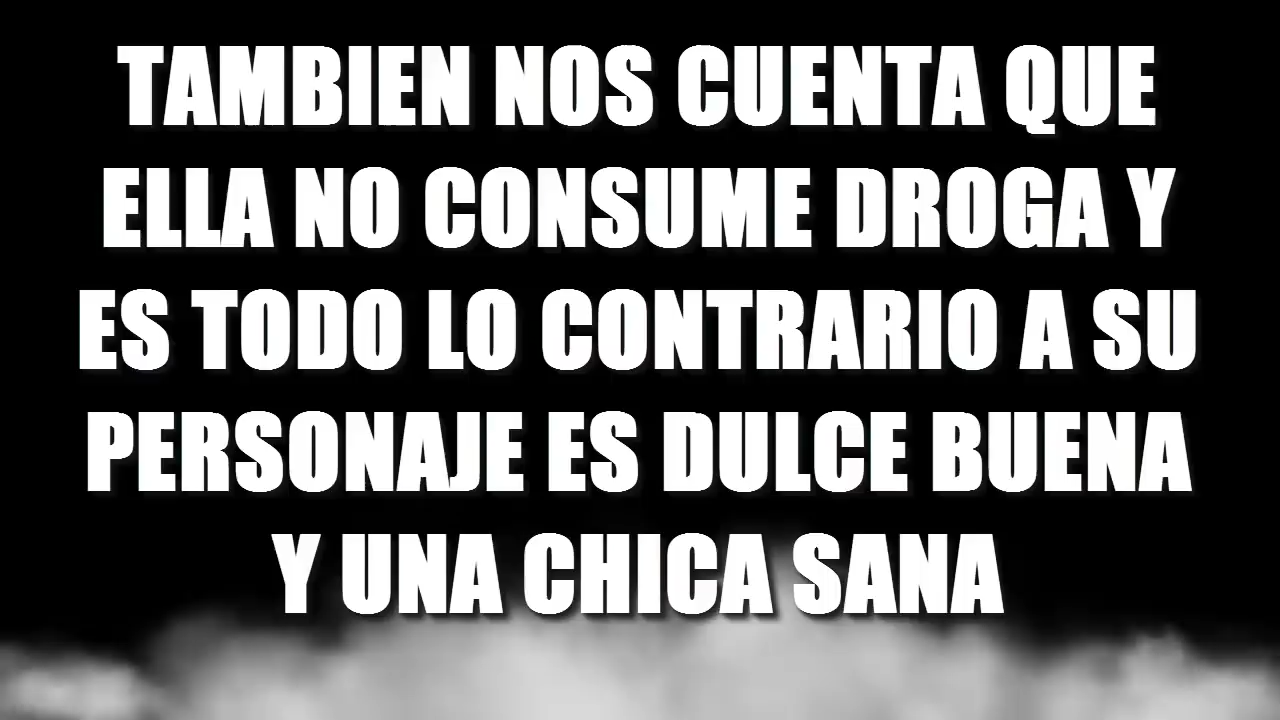 TAMBIEN NOS CUENTA QUE
ELLA NO CONSUME DROGA Y
ES TODO LO CONTRARIO A SU
PERSONAJE ES DULCE BUENA
Y UNA CHICA SANA